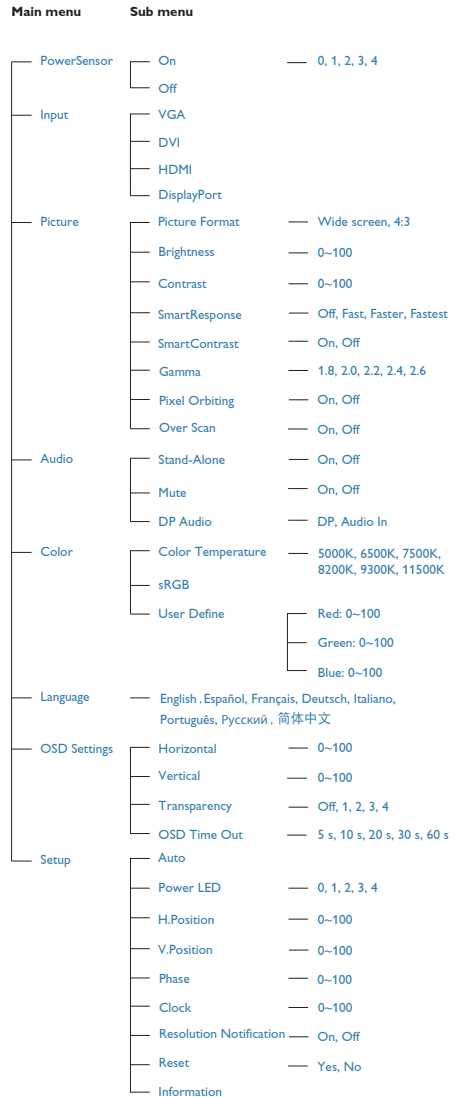 Main menu Sub menu
PowerSensor On 0, 1, 2, 3, 4
Off
Input VGA
DVI
HDMI
DisplayPort
Picture Picture Format Wide screen, 4:3
Brightness 0~100
Contrast 0~100
SmartResponse Off, Fast, Faster, Fastest
SmartContrast On, Off
Gamma 1.8, 2.0, 2.2, 2.4, 2.6
Pixel Orbiting On, Off
Over Scan On, Off
Audio Stand-Alone On, Off
Mute On, Off
DP Audio DP, Audio In
Color Color Temperature 5000K, 6500K, 7500K,
8200K, 9300K, 11500K
sRGB
User Define Red: 0~100
Green: 0~100
Blue: 0~100
Language English , Español, Français, Deutsch, Italiano,
Português, Русский , 简体中文
OSD Settings Horizontal 0~100
Vertical 0~100
Transparency Off, 1, 2, 3, 4
OSD Time Out 5 s, 10 s, 20 s, 30 s, 60 s
Setup Auto
Power LED 0, 1, 2, 3, 4
H.Position 0~100
V.Position 0~100
Phase 0~100
Clock 0~100
Resolution Notification On, Off
Reset Yes, No
Information